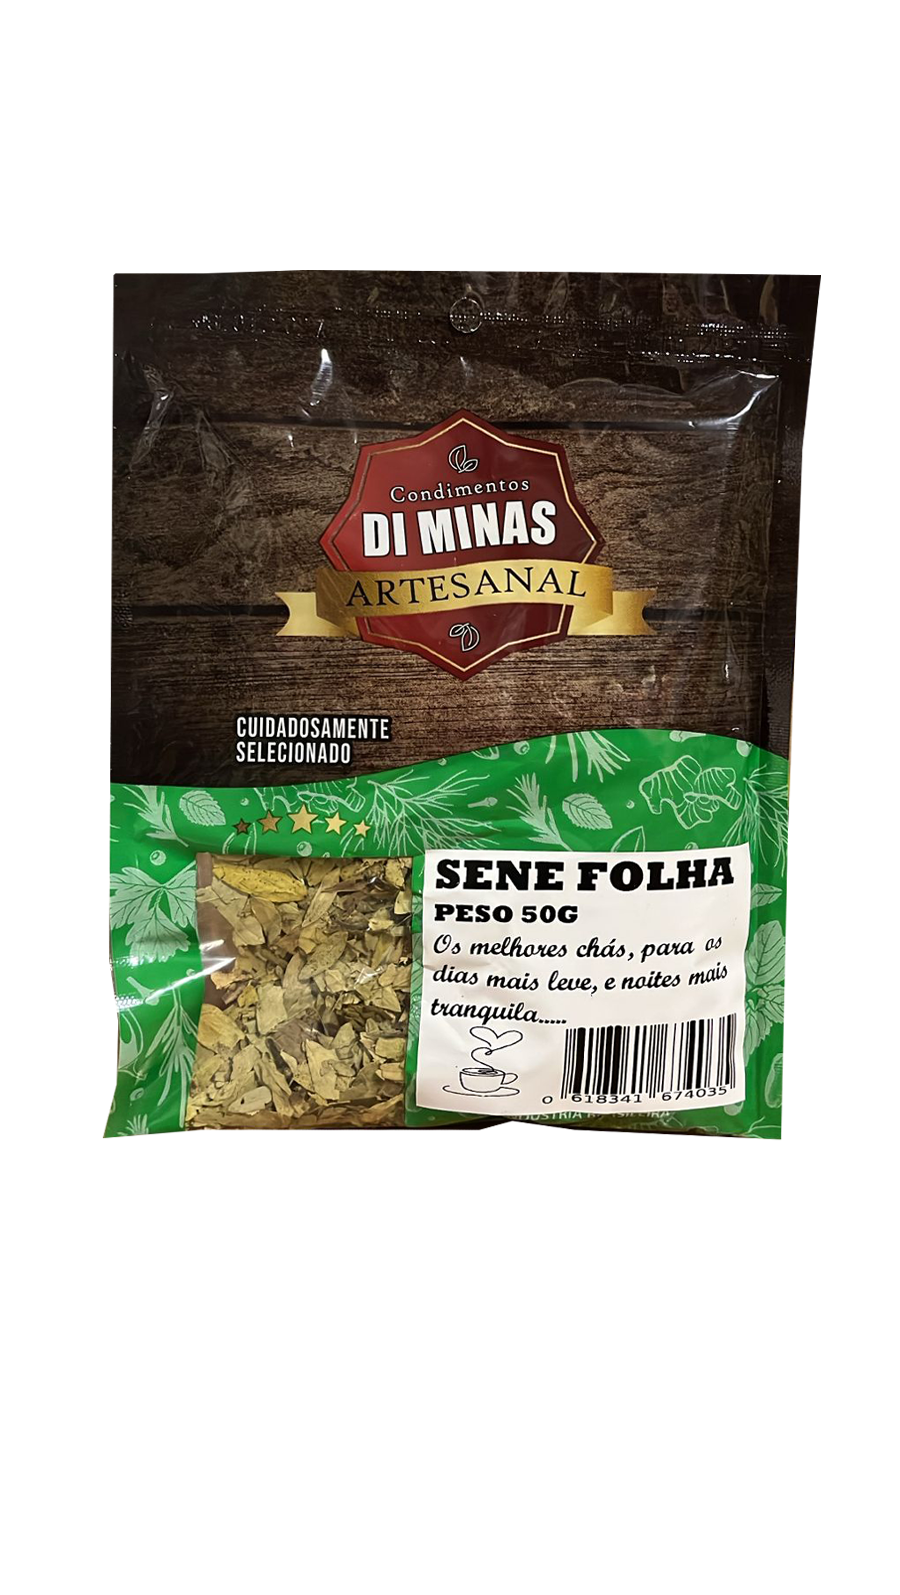 Condimentos
DI MINAS
ARTESANAL
CUIDADOSAMENTE
SELECIONADO
SENE FOLHA
PESO 50G
Os melhores chás, para os
dias mais leve, e noites mais
tranquila.....
0 618341 674035